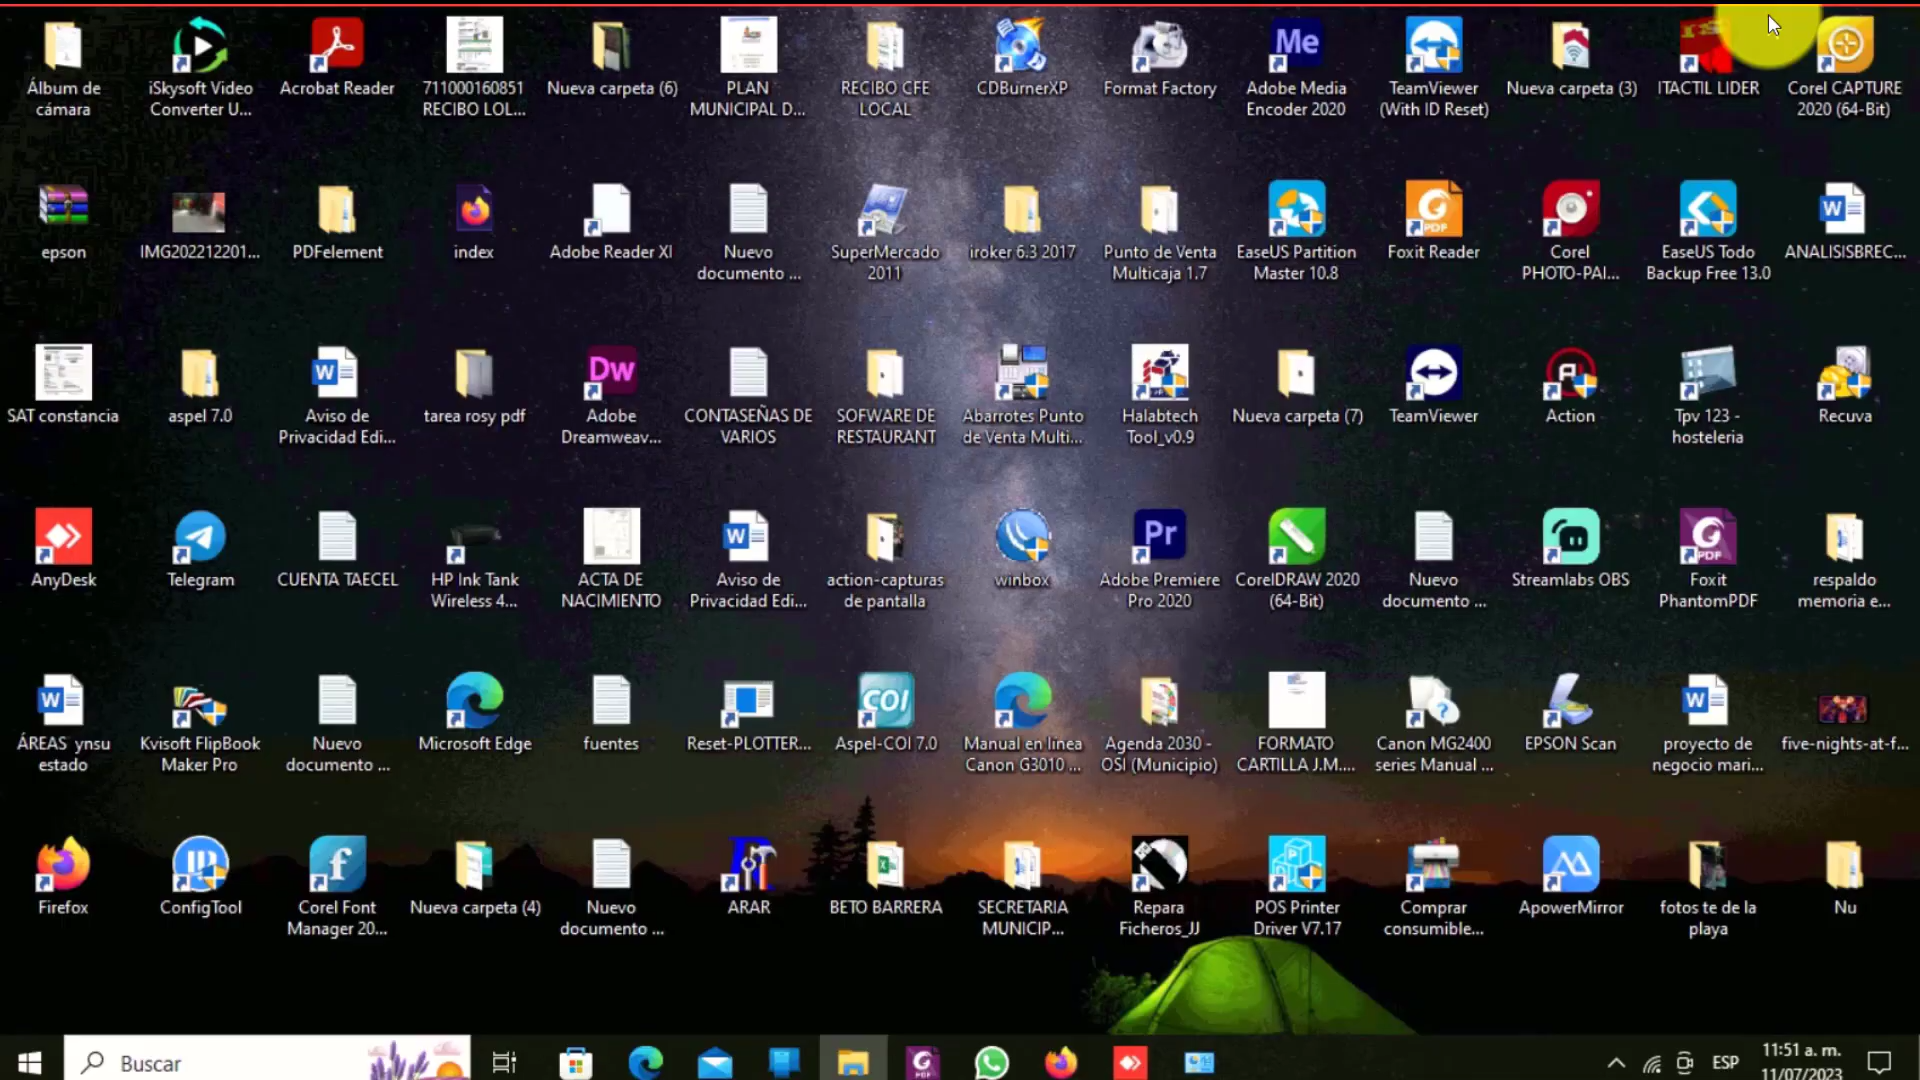 Álbum de
cámara
iSkysoft Video
Converter U...
Acrobat Reader
711000160851
RECIBO LOL...
Nueva carpeta (6)
PLAN
MUNICIPAL D...
RECIBO CFE
LOCAL
CDBurnerXP
Format Factory
Me
Adobe Media
Encoder 2020
TeamViewer
(With ID Reset)
Nueva carpeta (3)
ITACTIL LIDER
Corel CAPTURE
2020 (64-Bit)
epson
IMG202212201...
PDFelement
index
Adobe Reader XI
Nuevo
documento ...
SuperMercado
2011
iroker 6.3 2017
Punto de Venta
Multicaja 1.7
EaseUS Partition
Master 10.8
PDF
Foxit Reader
Corel
PHOTO-PAI...
EaseUS Todo
Backup Free 13.0
W
ANALISISBREC...
SAT constancia
aspel 7.0
W
Aviso de
Privacidad Edi...
tarea rosy pdf
Dw
Adobe
Dreamweav...
CONTASEÑAS DE
VARIOS
SOFWARE DE
RESTAURANT
Abarrotes Punto
de Venta Multi...
Halabtech
Tool_v0.9
Nueva carpeta (7)
TeamViewer
Action
Tpv 123 -
hosteleria
Recuva
AnyDesk
Telegram
CUENTA TAECEL
HP Ink Tank
Wireless 4...
ACTA DE
NACIMIENTO
W
Aviso de
Privacidad Edi...
action-capturas
de pantalla
winbox
Pr
Adobe Premiere
Pro 2020
CorelDRAW 2020
(64-Bit)
Nuevo
documento ...
Streamlabs OBS
PDF
Foxit
PhantomPDF
respaldo
memoria e...
W
ÁREAS ynsu
estado
Kvisoft FlipBook
Maker Pro
Nuevo
documento ...
Microsoft Edge
fuentes
Reset-PLOTTER...
COI
Aspel-COI 7.0
Manual en línea
Canon G3010 ...
Agenda 2030 -
OSI (Municipio)
FORMATO
CARTILLA J.M....
Canon MG2400
series Manual ...
EPSON Scan
W
proyecto de
negocio mari...
five-nights-at-f...
Firefox
IP
ConfigTool
f
Corel Font
Manager 20...
Nueva carpeta (4)
Nuevo
documento ...
ARAR
BETO BARRERA
SECRETARIA
MUNICIP...
Repara
Ficheros_JJ
POS Printer
Driver V7.17
Comprar
consumible...
ApowerMirror
fotos te de la
playa
Nu
Buscar
ESP
11:51 a. m.
11/07/2023